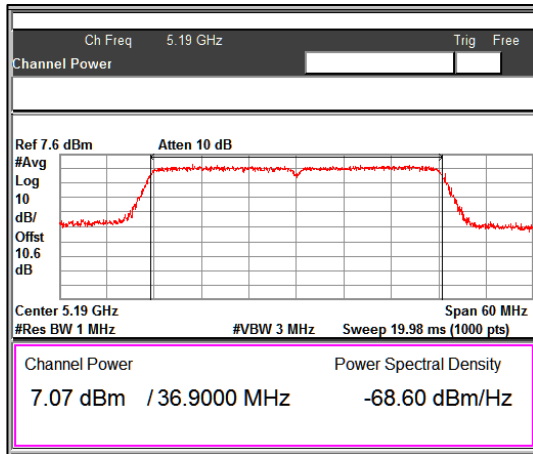 Ch Freq 5.19 GHz Trig Free
Channel Power
Ref 7.6 dBm Atten 10 dB
#Avg
Log
10
dB/
Offst
10.6
dB
Center 5.19 GHz Span 60 MHz
#Res BW 1 MHz #VBW 3 MHz Sweep 19.98 ms (1000 pts)
Channel Power Power Spectral Density
7.07 dBm / 36.9000 MHz -68.60 dBm/Hz